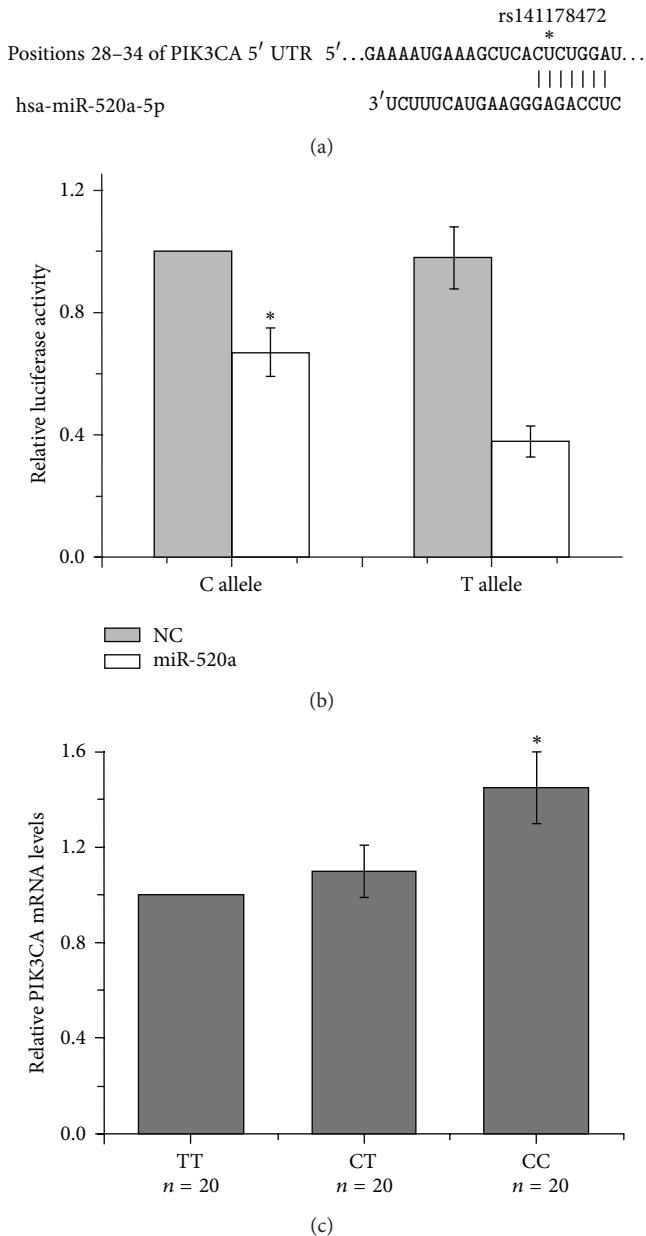 rs141178472
*
Positions 28–34 of PIK3CA 5′ UTR 5′...GAAAAUGAAAGCUCACUCUGGAU...
hsa-miR-520a-5p 3′UCUUUCAUGAAGGGAGACCUC
(a)
Relative luciferase activity
1.2
0.8
0.4
0.0
*
C allele T allele
NC
miR-520a
(b)
Relative PIK3CA mRNA levels
1.6
1.2
0.8
0.4
0.0
*
TT CT CC
n = 20 n = 20 n = 20
(c)